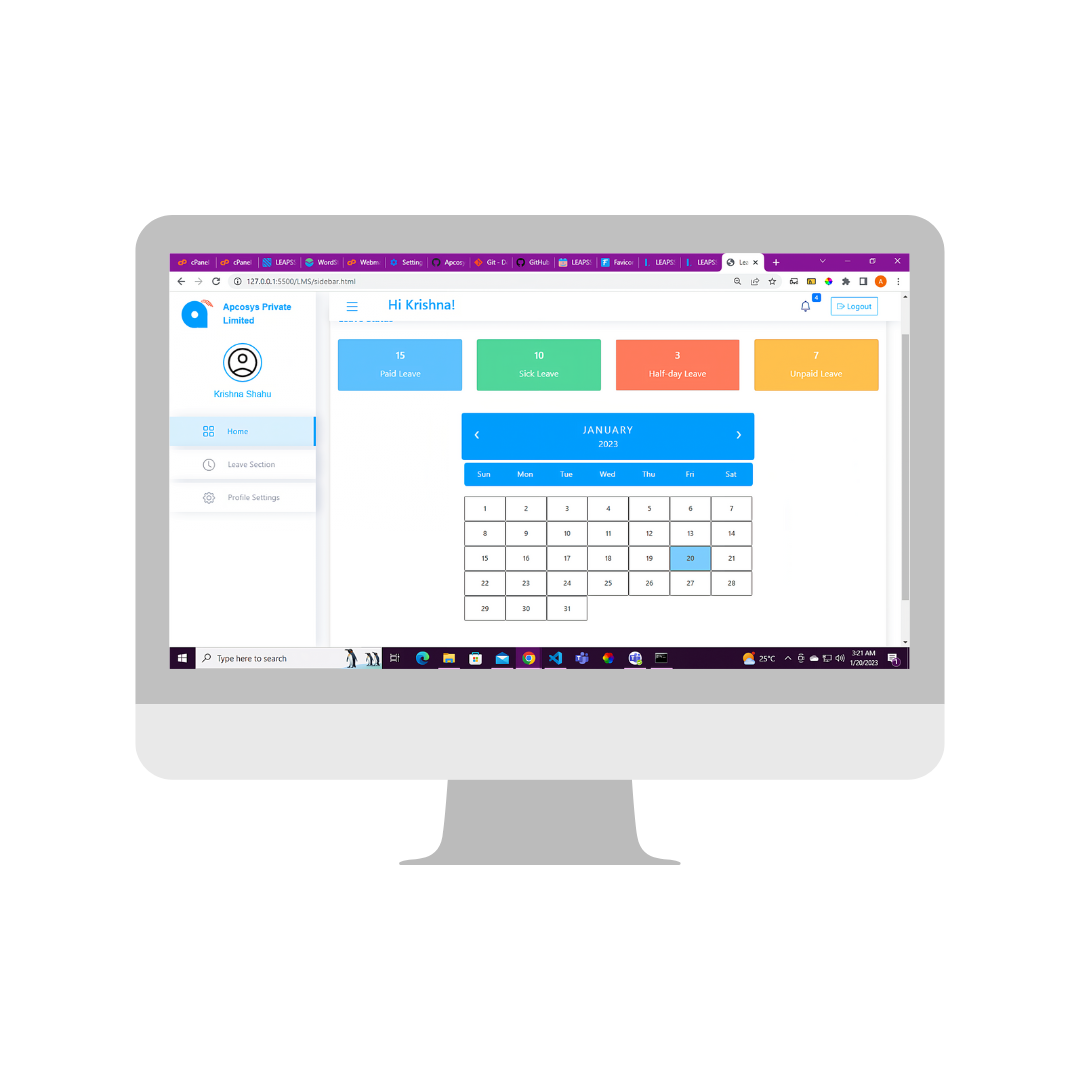 cPanel cPanel LEAPS WordS Webm Setting Apcos Git - D GitHub LEAPS Favico LEAPS LEAPS Lea
127.0.0.1:5500/LMS/sidebar.html
A
Apcosys Private
Limited
Hi Krishna!
4
Logout
15
Paid Leave
10
Sick Leave
3
Half-day Leave
7
Unpaid Leave
Krishna Shahu
Home
Leave Section
Profile Settings
JANUARY
2023
Sun Mon Tue Wed Thu Fri Sat
1 2 3 4 5 6 7
8 9 10 11 12 13 14
15 16 17 18 19 20 21
22 23 24 25 26 27 28
29 30 31
Type here to search
25°C
3:21 AM
1/20/2023
1